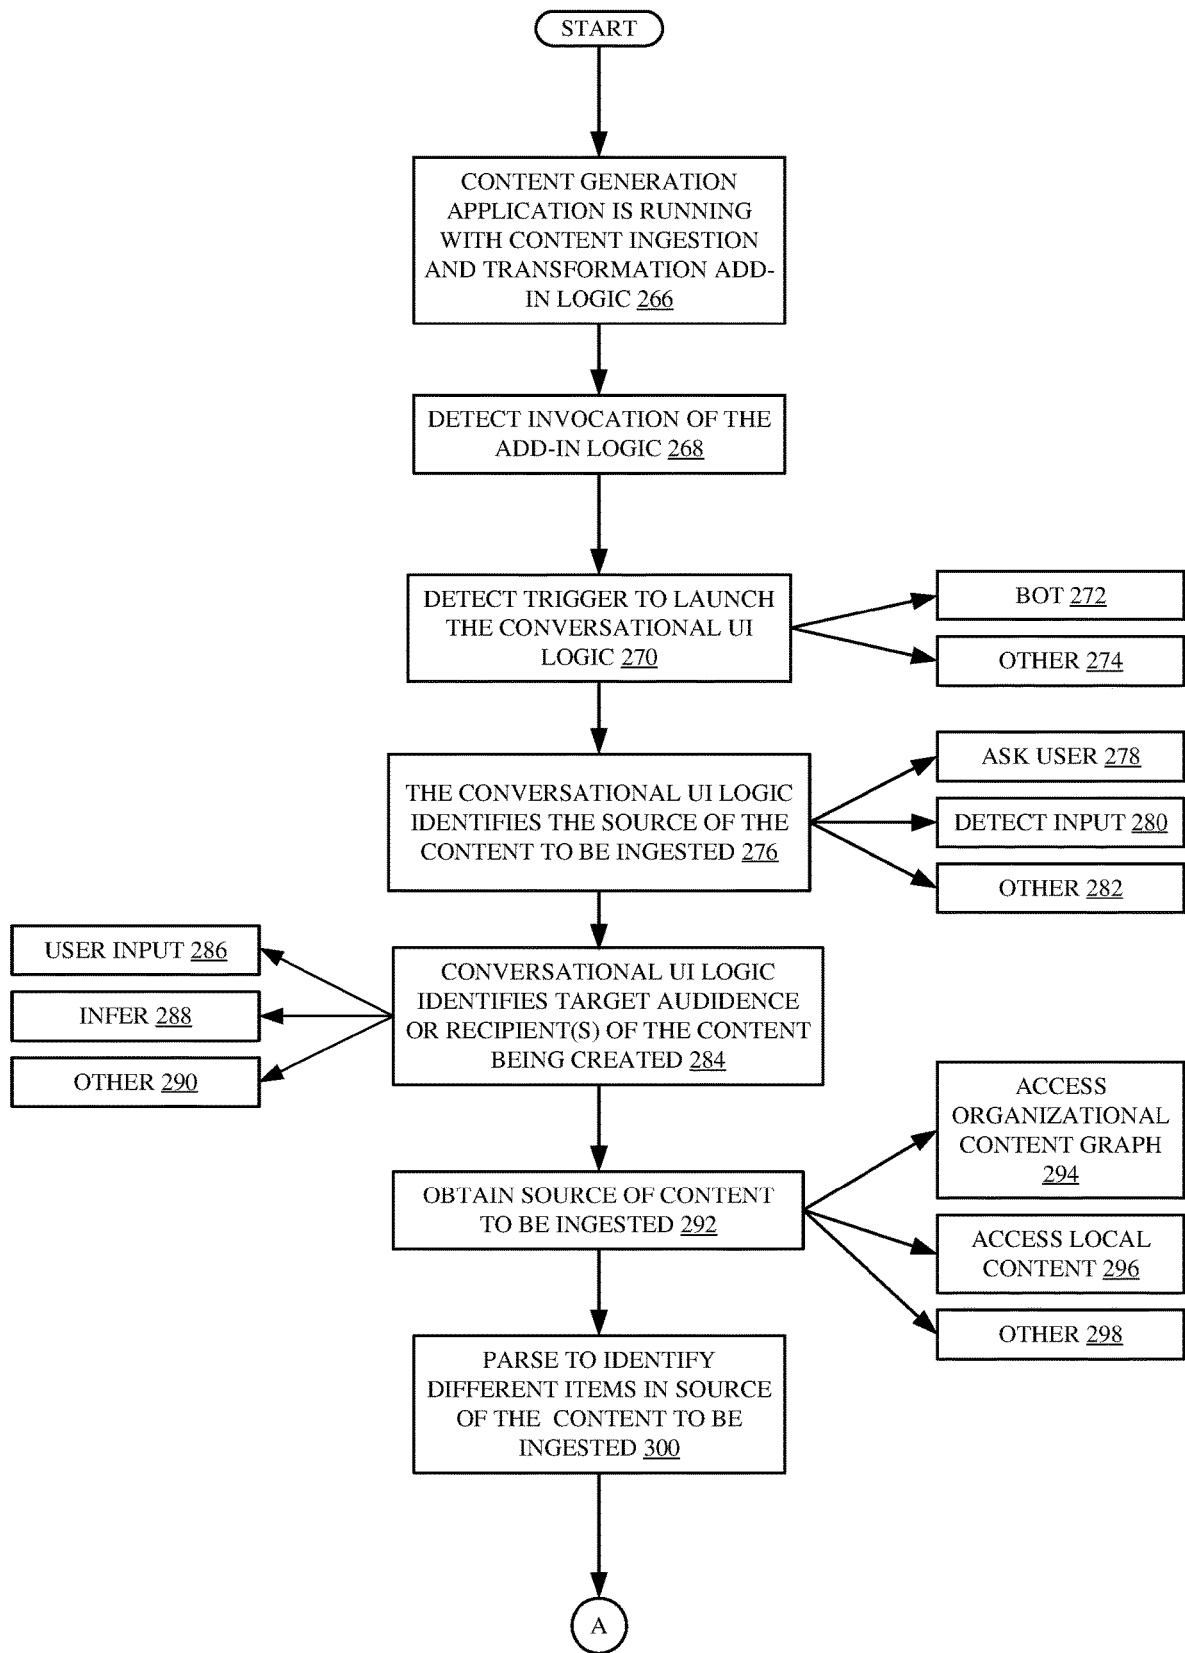 START
CONTENT GENERATION
APPLICATION IS RUNNING
WITH CONTENT INGESTION
AND TRANSFORMATION ADD-
IN LOGIC 266
DETECT INVOCATION OF THE
ADD-IN LOGIC 268
DETECT TRIGGER TO LAUNCH
THE CONVERSATIONAL UI
LOGIC 270
BOT 272
OTHER 274
THE CONVERSATIONAL UI LOGIC
IDENTIFIES THE SOURCE OF THE
CONTENT TO BE INGESTED 276
ASK USER 278
DETECT INPUT 280
OTHER 282
USER INPUT 286
INFER 288
OTHER 290
CONVERSATIONAL UI LOGIC
IDENTIFIES TARGET AUDIDENCE
OR RECIPIENT(S) OF THE CONTENT
BEING CREATED 284
OBTAIN SOURCE OF CONTENT
TO BE INGESTED 292
ACCESS
ORGANIZATIONAL
CONTENT GRAPH
294
ACCESS LOCAL
CONTENT 296
OTHER 298
PARSE TO IDENTIFY
DIFFERENT ITEMS IN SOURCE
OF THE CONTENT TO BE
INGESTED 300
A